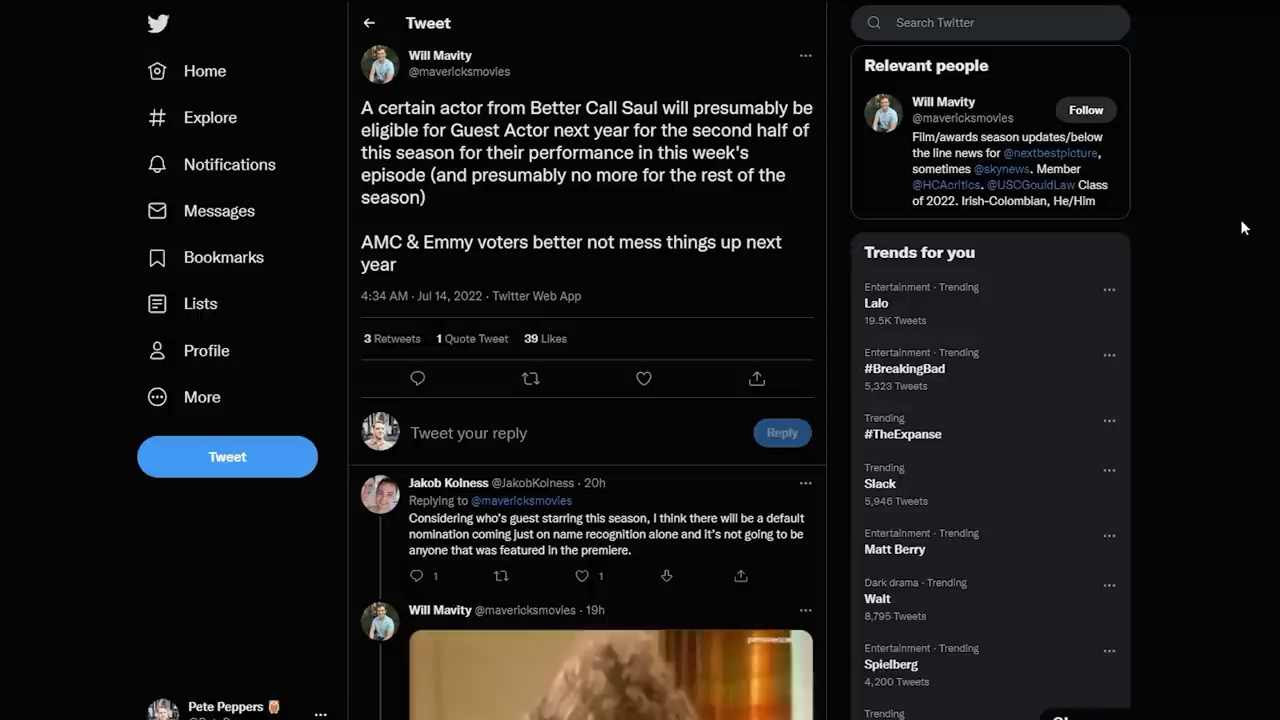 Home
Explore
Notifications
Messages
Bookmarks
Lists
Profile
More
Tweet
Pete Peppers
Tweet
Will Mavity
@mavericksmovies
A certain actor from Better Call Saul will presumably be
eligible for Guest Actor next year for the second half of
this season for their performance in this week's
episode (and presumably no more for the rest of the
season)
AMC & Emmy voters better not mess things up next
year
4:34 AM · Jul 14, 2022 · Twitter Web App
3 Retweets 1 Quote Tweet 39 Likes
Tweet your reply
Reply
Jakob Kolness @JakobKolness · 20h
Replying to @mavericksmovies
Considering who's guest starring this season, I think there will be a default
nomination coming just on name recognition alone and it's not going to be
anyone that was featured in the premiere.
1 1
Will Mavity @mavericksmovies · 19h
Search Twitter
Relevant people
Will Mavity
@mavericksmovies
Follow
Film/awards season updates/below
the line news for @nextbestpicture,
sometimes @skynews. Member
@HCAcritics. @USCGouldLaw Class
of 2022. Irish-Colombian, He/Him
Trends for you
Entertainment · Trending
Lalo
19.5K Tweets
Entertainment · Trending
#BreakingBad
5,323 Tweets
Trending
#TheExpanse
Trending
Slack
5,946 Tweets
Entertainment · Trending
Matt Berry
Dark drama · Trending
Walt
8,795 Tweets
Entertainment · Trending
Spielberg
4,200 Tweets
Trending